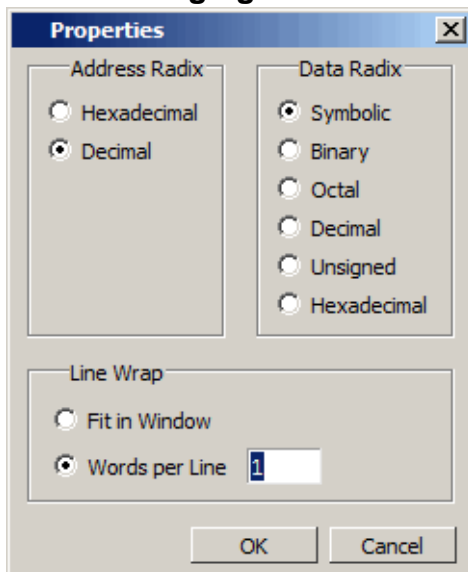 Properties
Address Radix
Hexadecimal
Decimal
Data Radix
Symbolic
Binary
Octal
Decimal
Unsigned
Hexadecimal
Line Wrap
Fit in Window
Words per Line 1
OK Cancel